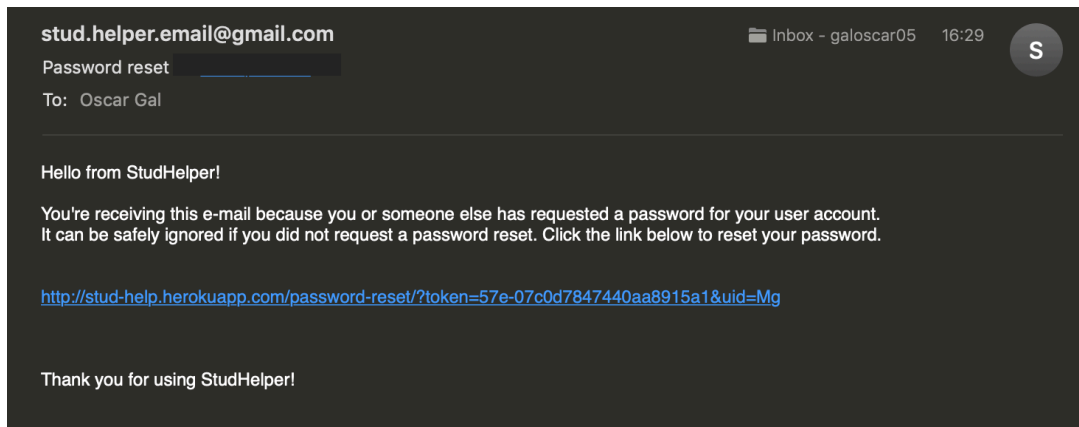 stud.helper.email@gmail.com
Inbox - galoscar05 16:29
S
Password reset
To: Oscar Gal
Hello from StudHelper!
You're receiving this e-mail because you or someone else has requested a password for your user account.
It can be safely ignored if you did not request a password reset. Click the link below to reset your password.
http://stud-help.herokuapp.com/password-reset/?token=57e-07c0d7847440aa8915a1&uid=Mg
Thank you for using StudHelper!